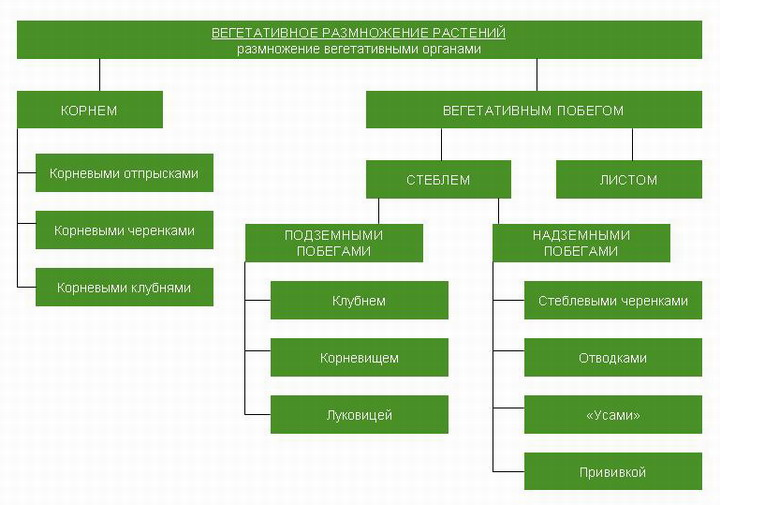 ВЕГЕТАТИВНОЕ РАЗМНОЖЕНИЕ РАСТЕНИЙ
размножение вегетативными органами
КОРНЕМ
ВЕГЕТАТИВНЫМ ПОБЕГОМ
Корневыми отпрысками
Корневыми черенками
Корневыми клубнями
СТЕБЛЕМ
ЛИСТОМ
ПОДЗЕМНЫМИ
ПОБЕГАМИ
Клубнем
Корневищем
Луковицей
НАДЗЕМНЫМИ
ПОБЕГАМИ
Стеблевыми черенками
Отводками
«Усами»
Прививкой